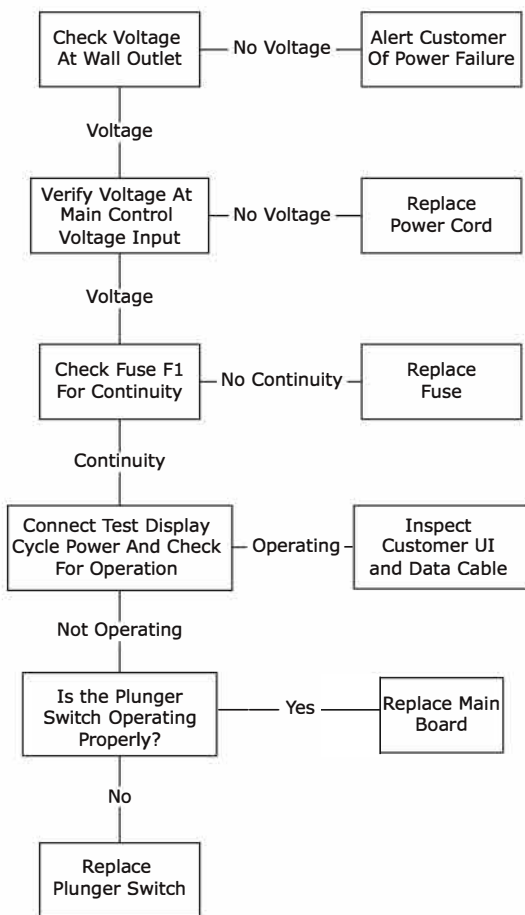 Check Voltage
At Wall Outlet
No Voltage
Alert Customer
Of Power Failure
Voltage
Verify Voltage At
Main Control
Voltage Input
No Voltage
Replace
Power Cord
Voltage
Check Fuse F1
For Continuity
No Continuity
Replace
Fuse
Continuity
Connect Test Display
Cycle Power And Check
For Operation
Operating
Inspect
Customer UI
and Data Cable
Not Operating
Is the Plunger
Switch Operating
Properly?
Yes
Replace Main
Board
No
Replace
Plunger Switch